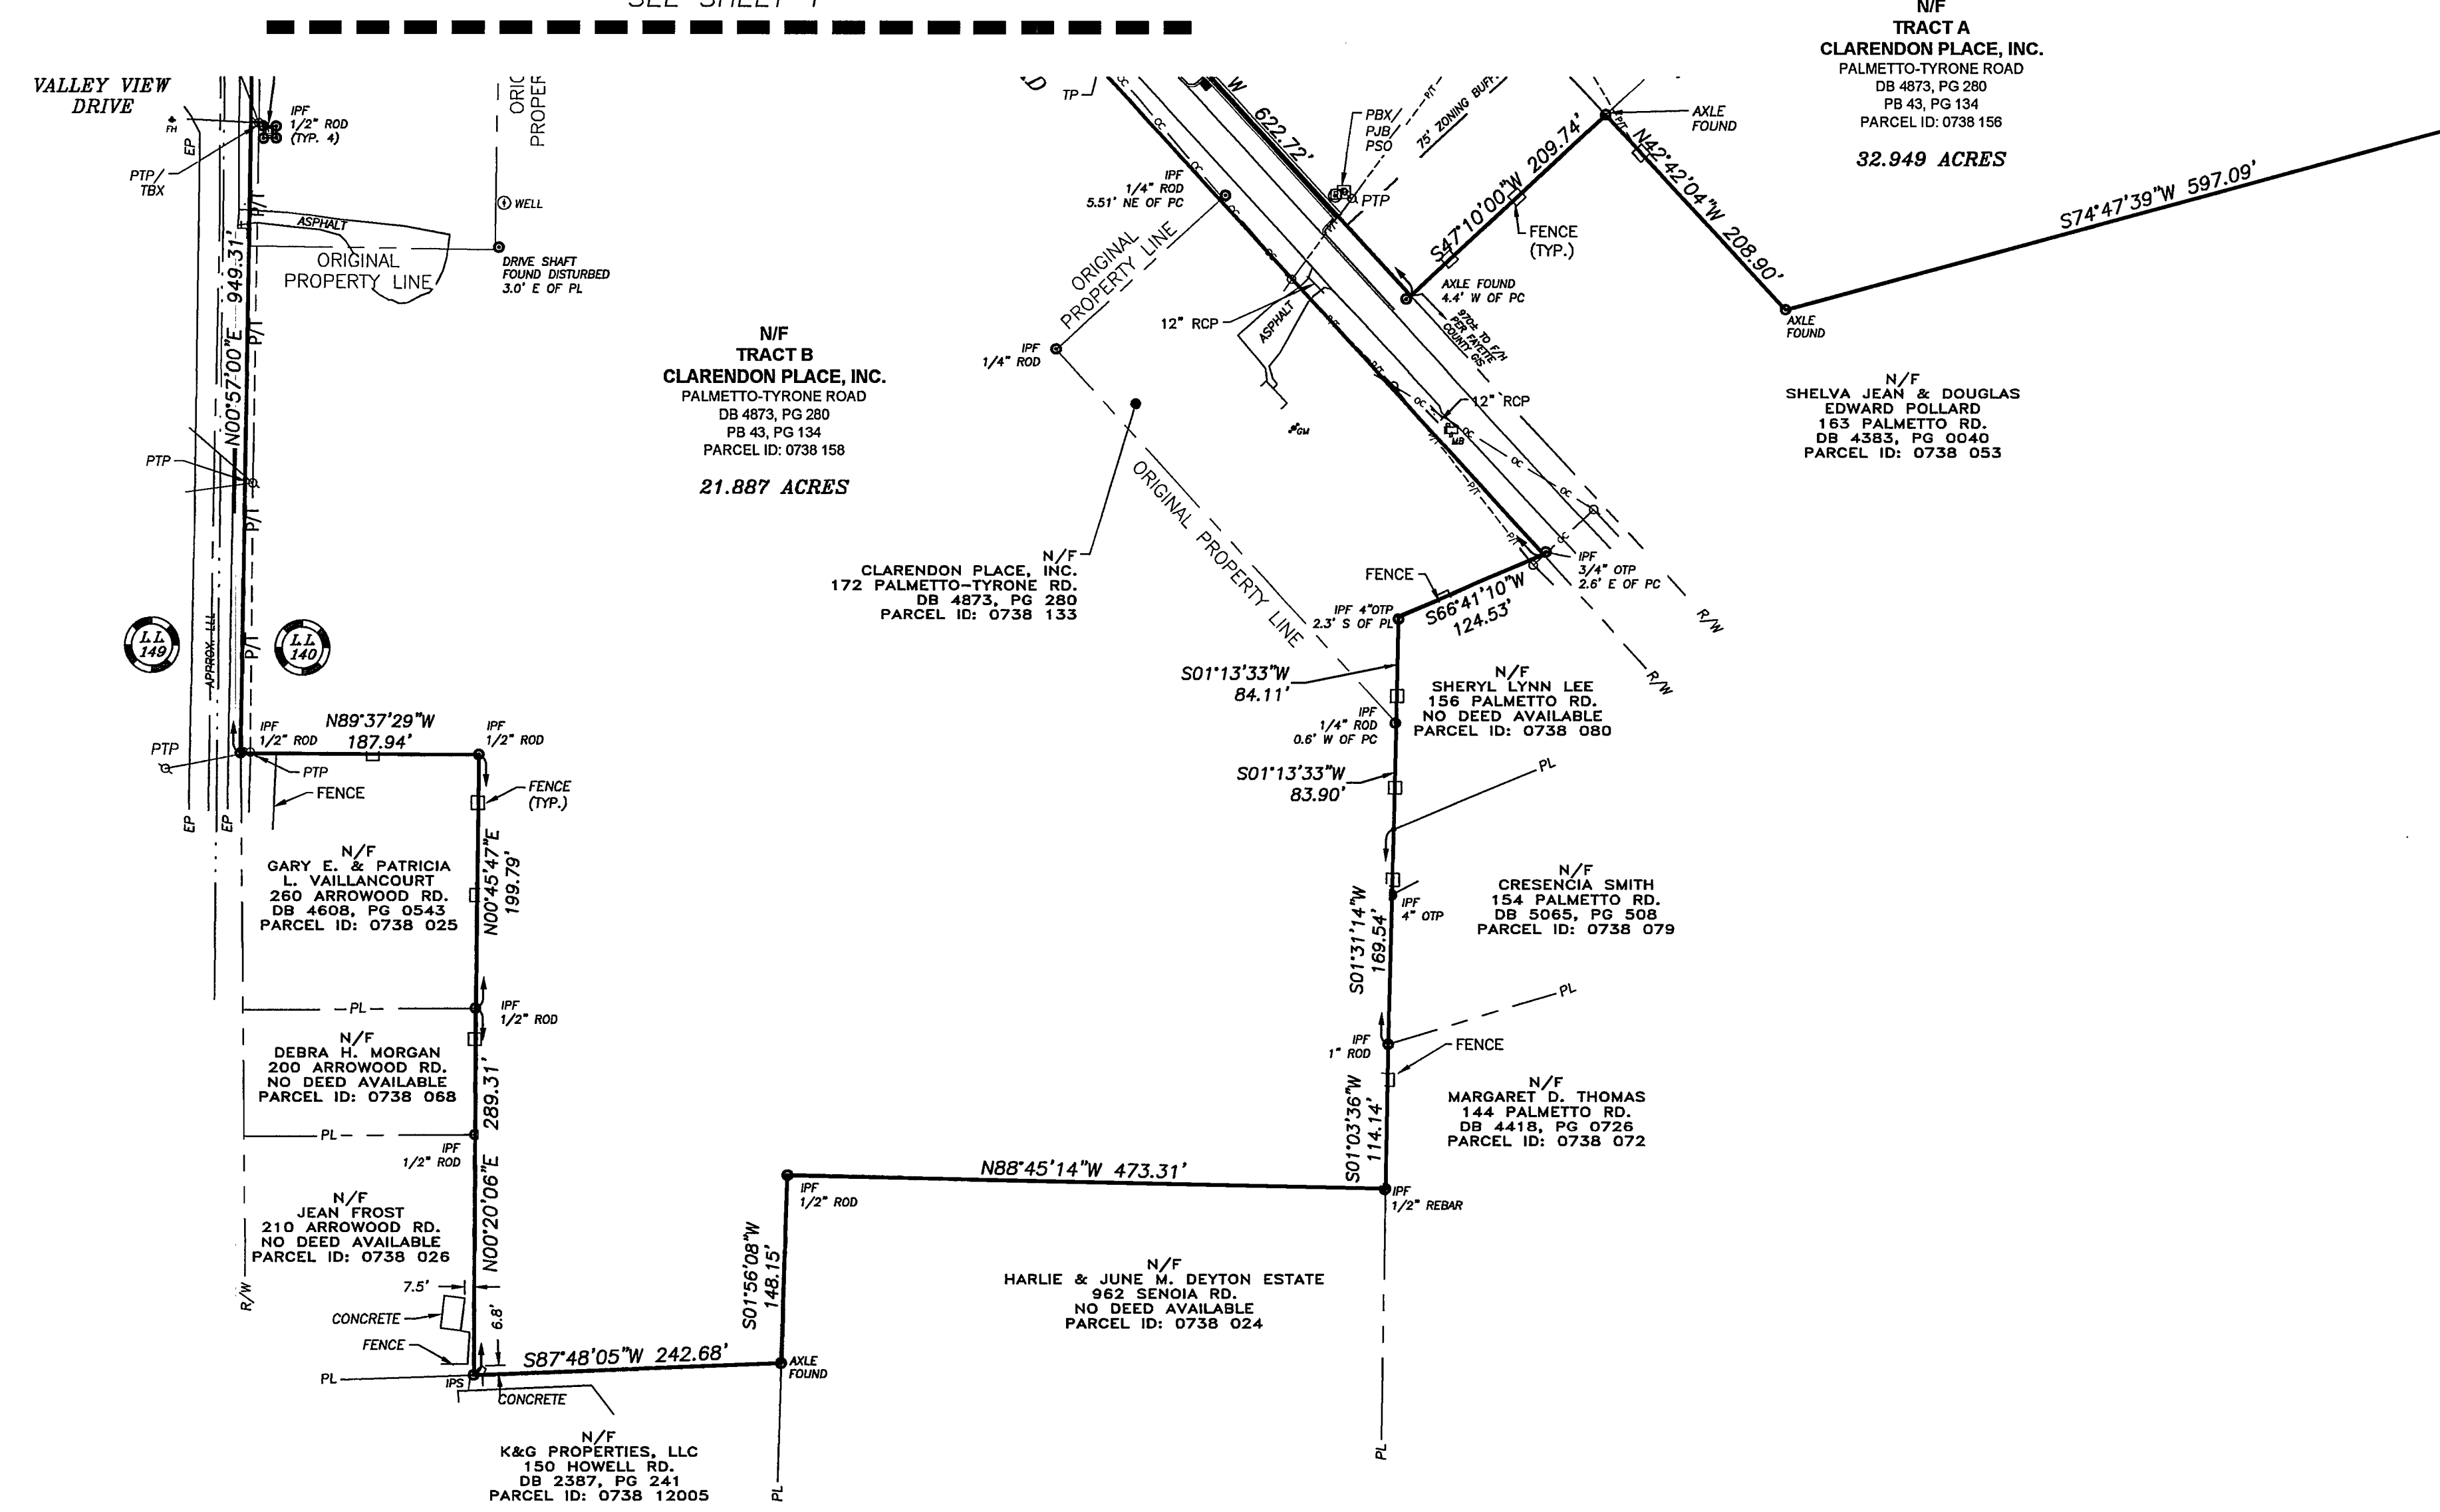 VALLEY VIEW
DRIVE
FH
EP
IPF
1/2" ROD
(TYP. 4)
PTP/
TBX
ASPHALT
WELL
ORIGINAL
PROPERTY LINE
DRIVE SHAFT
FOUND DISTURBED
3.0' E OF PL
N00°57'00"E 949.31'
P/T
P/T
P/T
P/T
P/T
PTP
APPROX. LLL
L.L.
149
L.L.
140
N/F
TRACT B
CLARENDON PLACE, INC.
PALMETTO-TYRONE ROAD
DB 4873, PG 280
PB 43, PG 134
PARCEL ID: 0738 158
21.887 ACRES
TP
W 622.72'
PBX/
PJB/
PSO
PTP
P/T
IPF
1/4" ROD
5.51' NE OF PC
ORIGINAL
PROPERTY LINE
IPF
1/4" ROD
12" RCP
ASPHALT
GM
12" RCP
MB
OC
S47°10'00"W 209.74'
FENCE
(TYP.)
AXLE
FOUND
N42°42'04"W 208.90'
AXLE FOUND
4.4' W OF PC
970± TO F/H
PER FAYETTE
COUNTY GIS
AXLE
FOUND
S74°47'39"W 597.09'
N/F
TRACT A
CLARENDON PLACE, INC.
PALMETTO-TYRONE ROAD
DB 4873, PG 280
PB 43, PG 134
PARCEL ID: 0738 156
32.949 ACRES
N/F
SHELVA JEAN & DOUGLAS
EDWARD POLLARD
163 PALMETTO RD.
DB 4383, PG 0040
PARCEL ID: 0738 053
N/F
CLARENDON PLACE, INC.
172 PALMETTO-TYRONE RD.
DB 4873, PG 280
PARCEL ID: 0738 133
ORIGINAL PROPERTY LINE
FENCE
S66°41'10"W
124.53'
IPF
3/4" OTP
2.6' E OF PC
R/W
R/W
IPF 4"OTP
2.3' S OF PL
S01°13'33"W
84.11'
IPF
1/4" ROD
0.6' W OF PC
N/F
SHERYL LYNN LEE
156 PALMETTO RD.
NO DEED AVAILABLE
PARCEL ID: 0738 080
S01°13'33"W
83.90'
PL
IPF
4" OTP
N/F
CRESENCIA SMITH
154 PALMETTO RD.
DB 5065, PG 508
PARCEL ID: 0738 079
S01°31'14"W
169.54'
PL
IPF
1" ROD
FENCE
N/F
MARGARET D. THOMAS
144 PALMETTO RD.
DB 4418, PG 0726
PARCEL ID: 0738 072
S01°03'36"W
114.14'
IPF
1/2" REBAR
N88°45'14"W 473.31'
IPF
1/2" ROD
S01°56'08"W
148.15'
N/F
HARLIE & JUNE M. DEYTON ESTATE
962 SENOIA RD.
NO DEED AVAILABLE
PARCEL ID: 0738 024
PL
AXLE
FOUND
S87°48'05"W 242.68'
PL
IPF
1/2" ROD
N89°37'29"W
187.94'
IPF
1/2" ROD
PTP
PTP
FENCE
FENCE
(TYP.)
EP
EP
N00°45'47"E
199.79'
N/F
GARY E. & PATRICIA
L. VAILLANCOURT
260 ARROWOOD RD.
DB 4608, PG 0543
PARCEL ID: 0738 025
PL
IPF
1/2" ROD
N/F
DEBRA H. MORGAN
200 ARROWOOD RD.
NO DEED AVAILABLE
PARCEL ID: 0738 068
N00°20'06"E 289.31'
PL
IPF
1/2" ROD
N/F
JEAN FROST
210 ARROWOOD RD.
NO DEED AVAILABLE
PARCEL ID: 0738 026
R/W
7.5'
6.8'
CONCRETE
FENCE
PL
IPS
CONCRETE
N/F
K&G PROPERTIES, LLC
150 HOWELL RD.
DB 2387, PG 241
PARCEL ID: 0738 12005